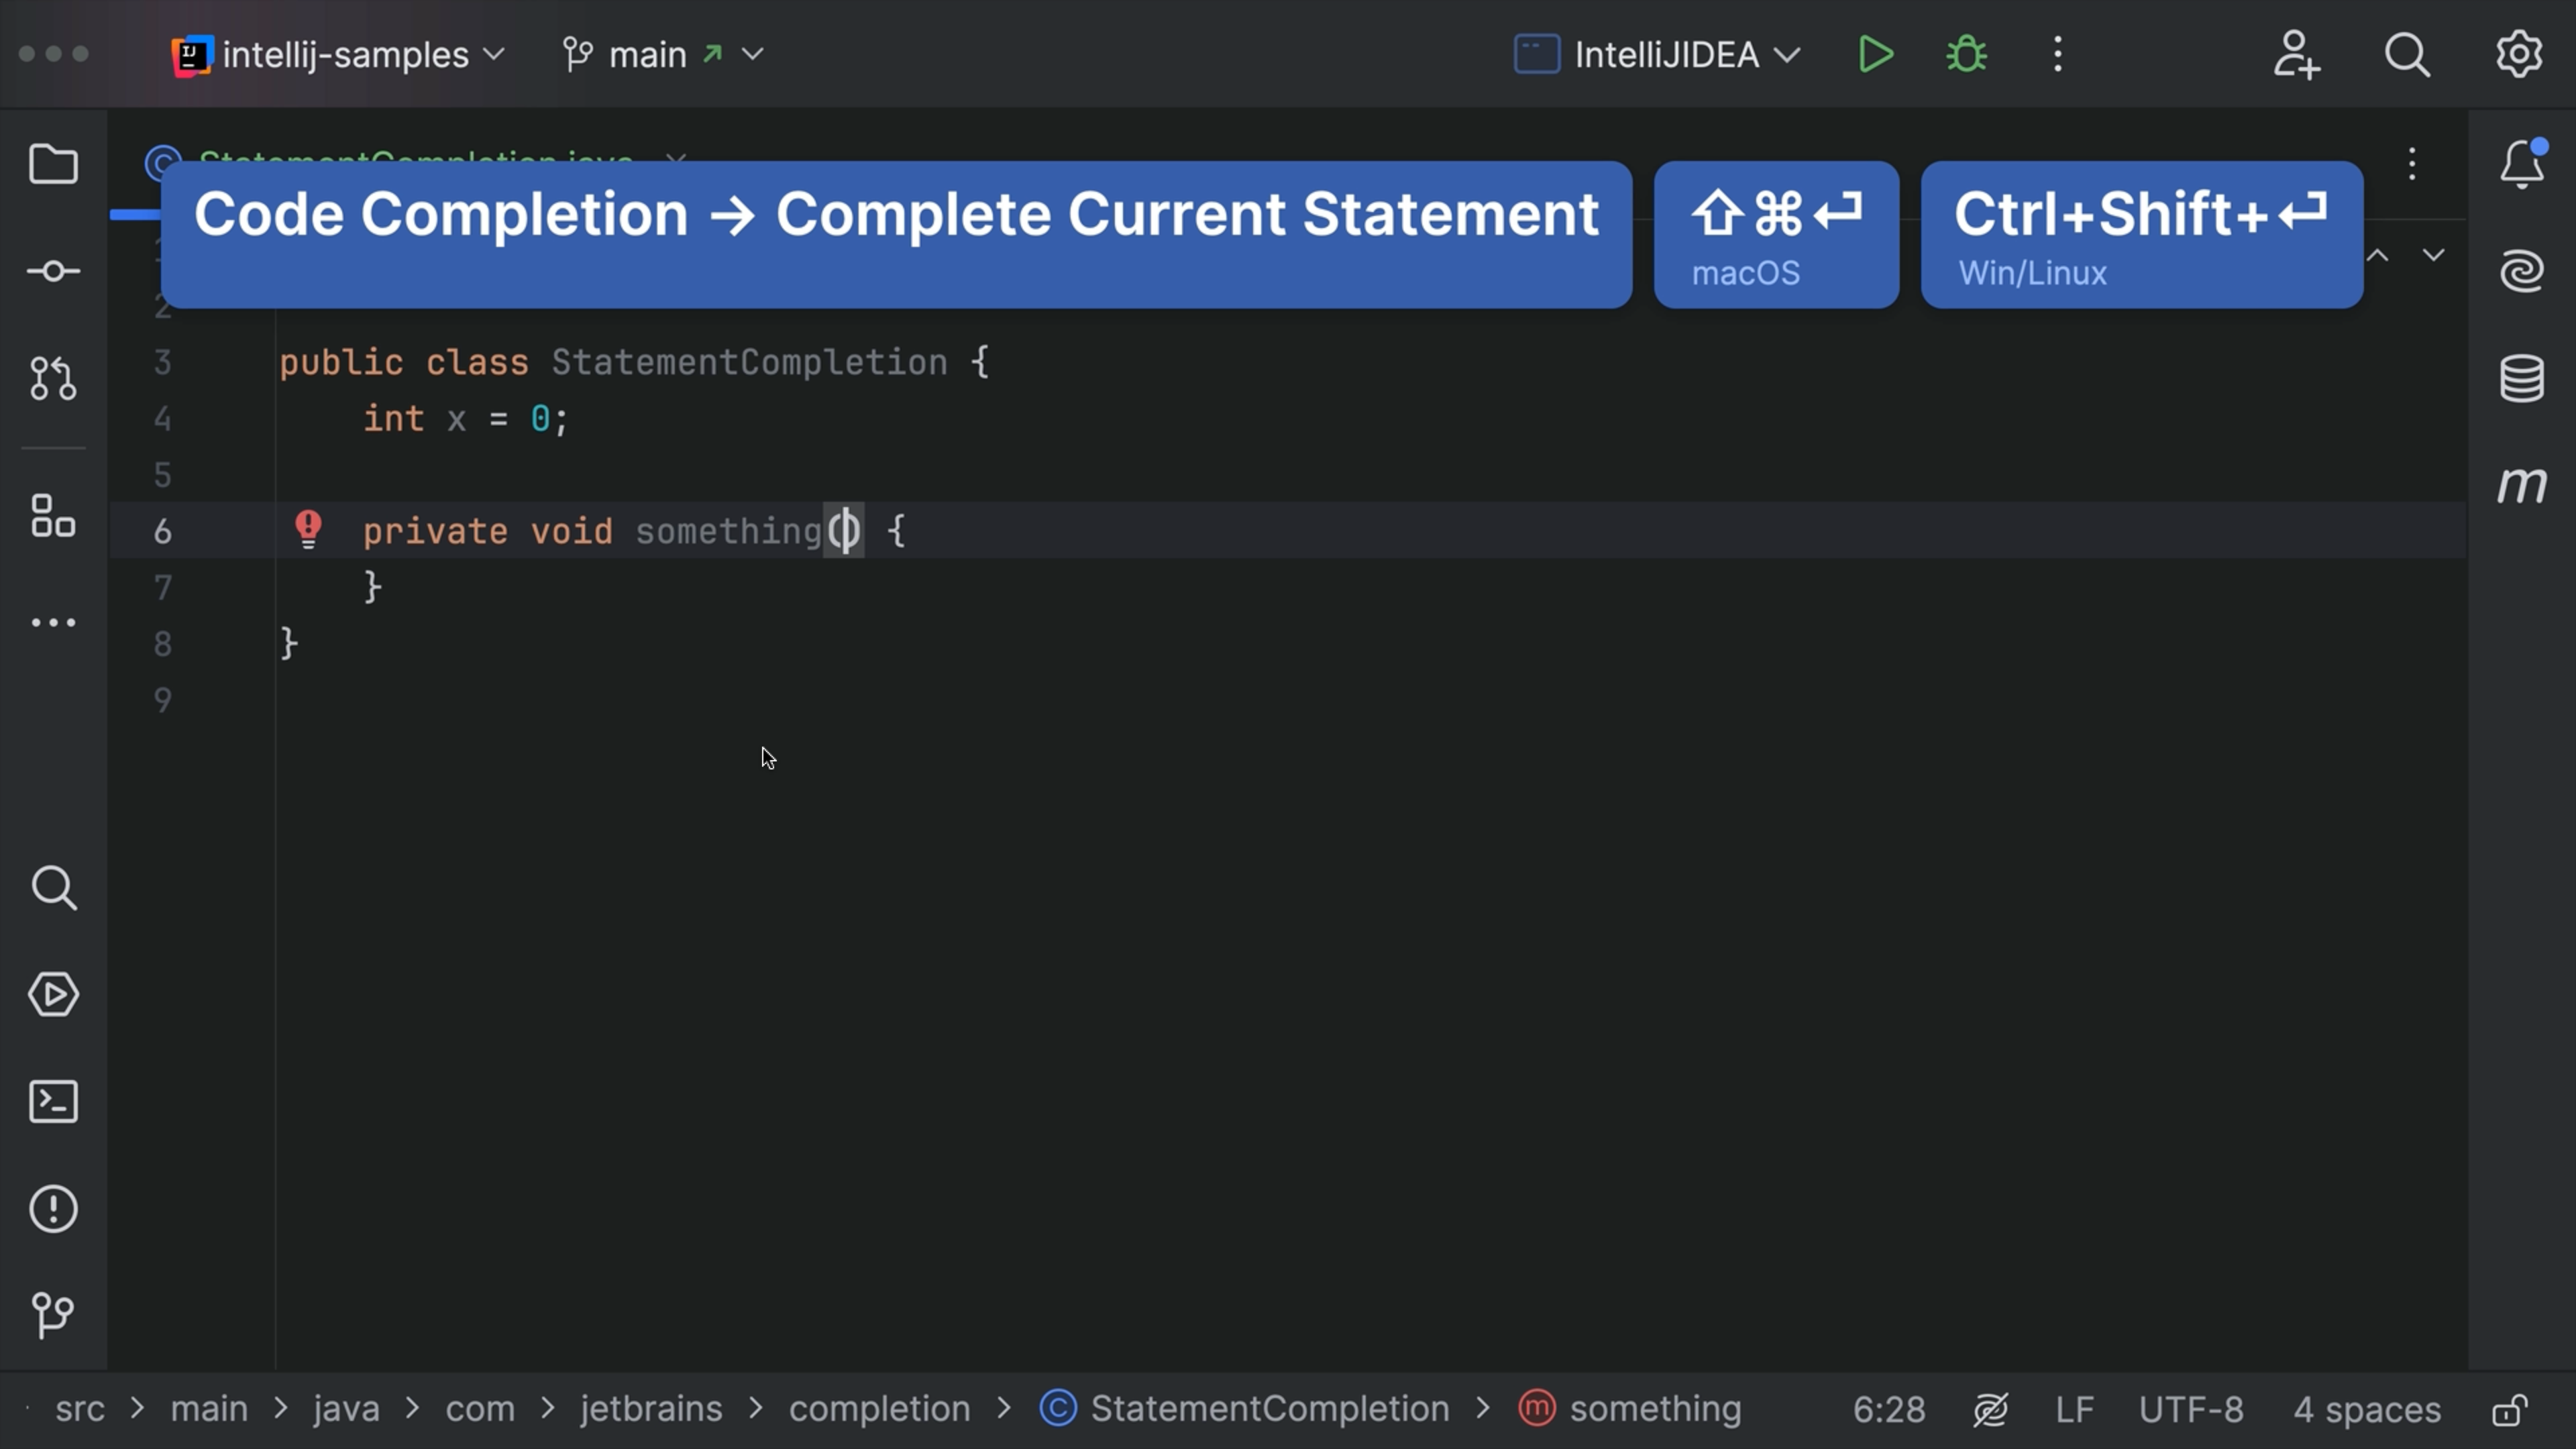 intellij-samples
main
IntelliJIDEA
StatementCompletion.java
Code Completion → Complete Current Statement
⇧⌘⏎
macOS
Ctrl+Shift+⏎
Win/Linux
2
3 public class StatementCompletion {
4 int x = 0;
5
6 private void something() {
7 }
8 }
9
m
src > main > java > com > jetbrains > completion > StatementCompletion > something
6:28 LF UTF-8 4 spaces